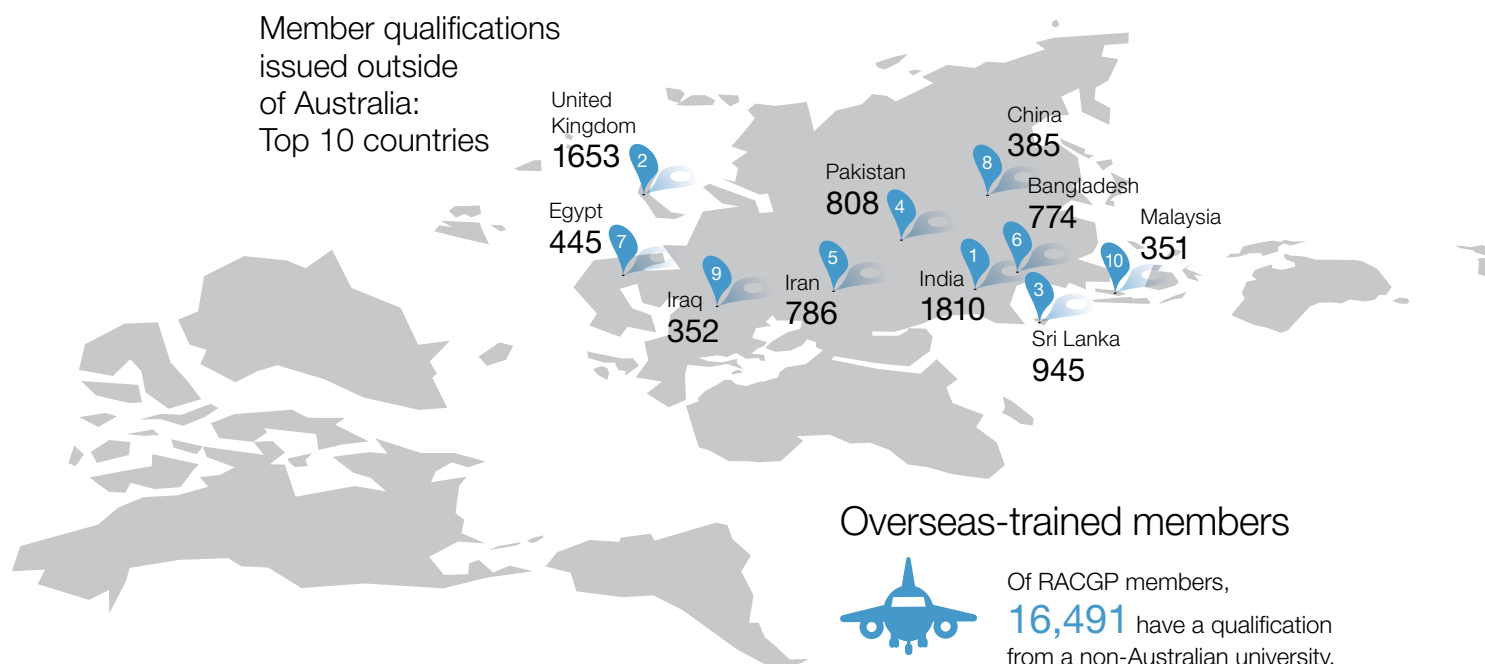 Member qualifications
issued outside
of Australia:
Top 10 countries
United
Kingdom
1653
2
Egypt
445
7
Iraq
352
9
Iran
786
5
Pakistan
808
4
India
1810
1
China
385
8
Bangladesh
774
6
Sri Lanka
945
3
Malaysia
351
10
Overseas-trained members
Of RACGP members,
16,491 have a qualification
from a non-Australian university.